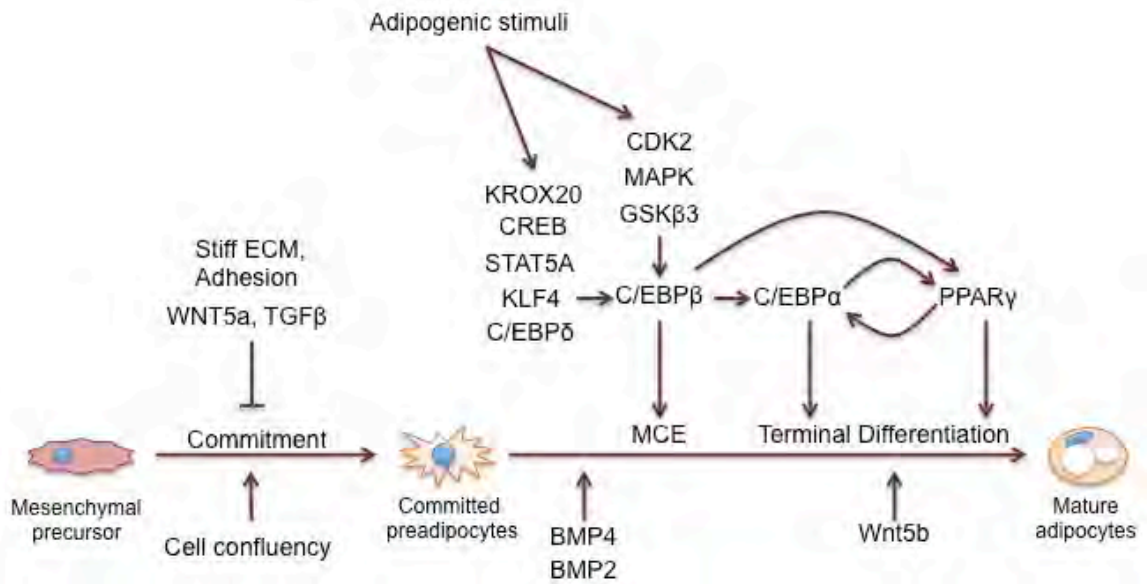 Adipogenic stimuli
CDK2
MAPK
GSKβ3
KROX20
CREB
STAT5A
KLF4
C/EBPδ
C/EBPβ
C/EBPα
PPARγ
Stiff ECM,
Adhesion
WNT5a, TGFβ
Commitment
MCE
Terminal Differentiation
Mesenchymal
precursor
Cell confluency
Committed
preadipocytes
BMP4
BMP2
Wnt5b
Mature
adipocytes